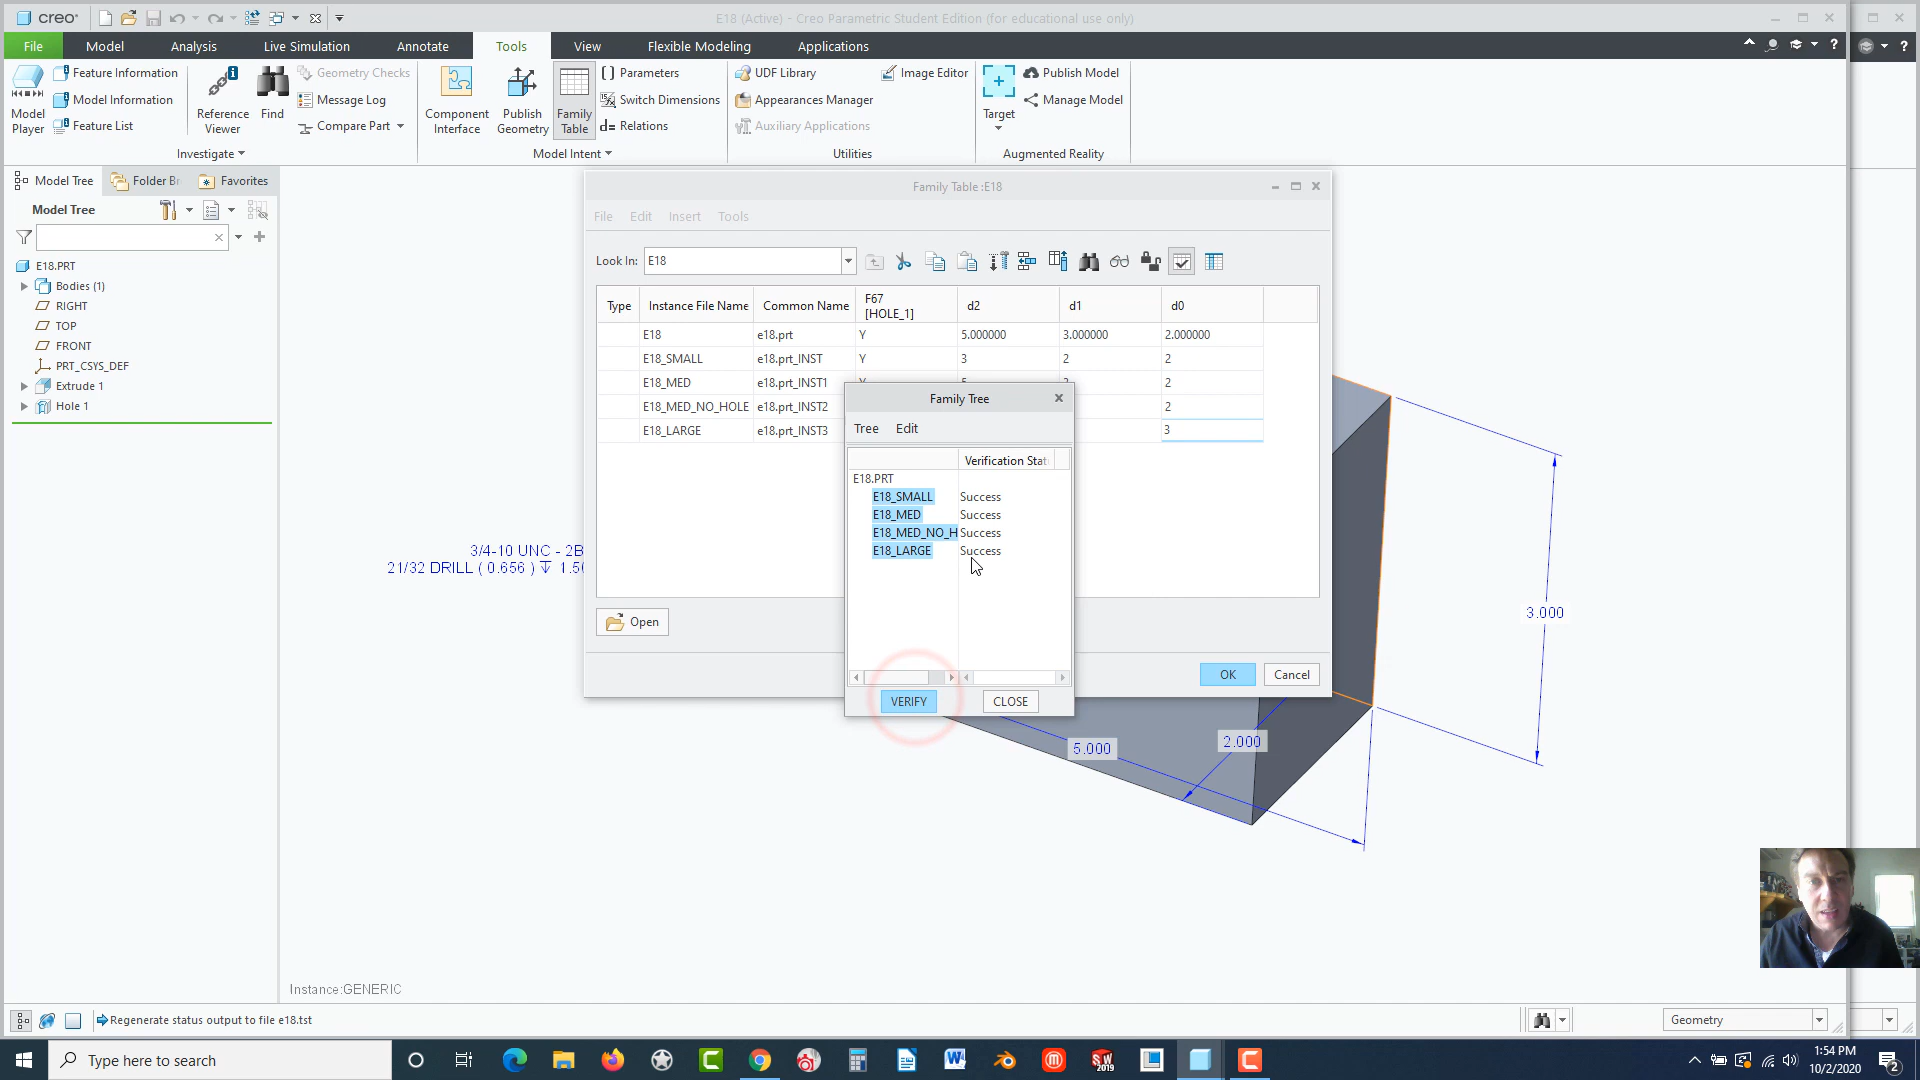 creo
E18 (Active) - Creo Parametric Student Edition (for educational use only)
File
Model
Analysis
Live Simulation
Annotate
Tools
View
Flexible Modeling
Applications
Model Player
Feature Information
Model Information
Feature List
Reference Viewer
Find
Geometry Checks
Message Log
Compare Part
Investigate
Component Interface
Publish Geometry
Family Table
Parameters
Switch Dimensions
d= Relations
Model Intent
UDF Library
Appearances Manager
Auxiliary Applications
Image Editor
Utilities
Target
Publish Model
Manage Model
Augmented Reality
Model Tree
Folder Br
Favorites
Model Tree
E18.PRT
Bodies (1)
RIGHT
TOP
FRONT
PRT_CSYS_DEF
Extrude 1
Hole 1
Family Table :E18
File Edit Insert Tools
Look In: E18
Type Instance File Name Common Name F67 [HOLE_1] d2 d1 d0
E18 e18.prt Y 5.000000 3.000000 2.000000
E18_SMALL e18.prt_INST Y 3 2 2
E18_MED e18.prt_INST1 2
E18_MED_NO_HOLE e18.prt_INST2 2
E18_LARGE e18.prt_INST3 3
Open
OK
Cancel
Family Tree
Tree Edit
Verification Stat
E18.PRT
E18_SMALL Success
E18_MED Success
E18_MED_NO_H Success
E18_LARGE Success
VERIFY
CLOSE
3/4-10 UNC - 2B
21/32 DRILL ( 0.656 ) ↧ 1.50
3.000
5.000
2.000
Instance:GENERIC
Regenerate status output to file e18.tst
Geometry
Type here to search
SW 2019
1:54 PM
10/2/2020
2